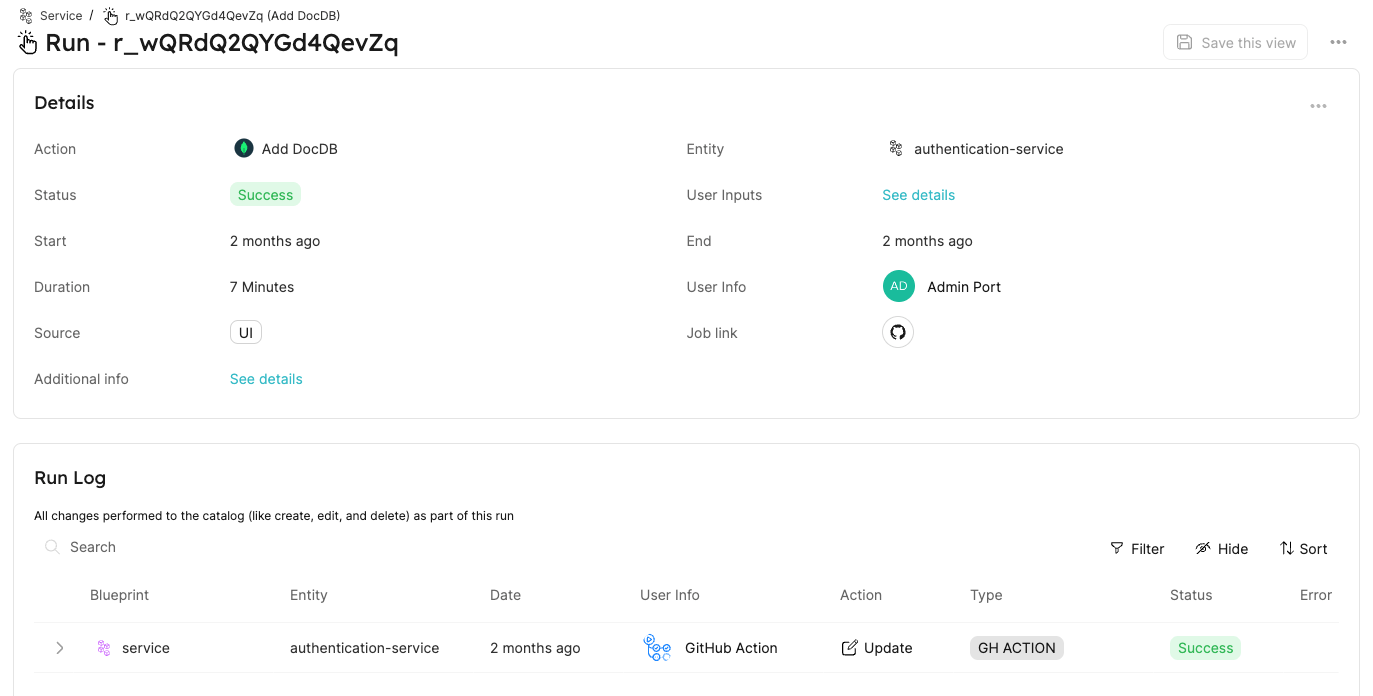 Service / r_wQRdQ2QYGd4QevZq (Add DocDB)
Run - r_wQRdQ2QYGd4QevZq
Save this view
Details
Action Add DocDB Entity authentication-service
Status Success User Inputs See details
Start 2 months ago End 2 months ago
Duration 7 Minutes User Info AD Admin Port
Source UI Job link
Additional info See details
Run Log
All changes performed to the catalog (like create, edit, and delete) as part of this run
Search Filter Hide Sort
Blueprint Entity Date User Info Action Type Status Error
service authentication-service 2 months ago GitHub Action Update GH ACTION Success